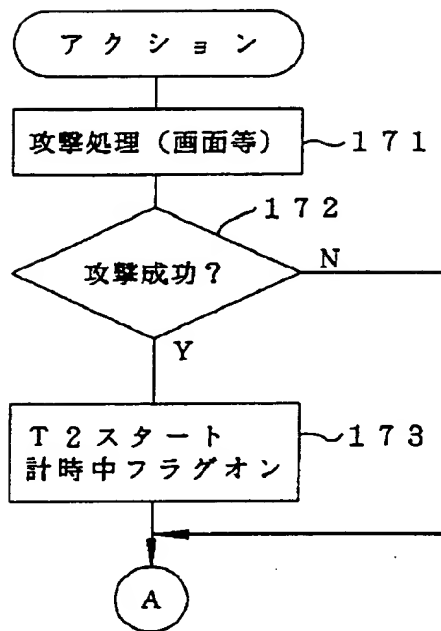 アクション
攻撃処理(画面等)
171
172
攻撃成功?
N
Y
T2スタート
計時中フラグオン
173
A